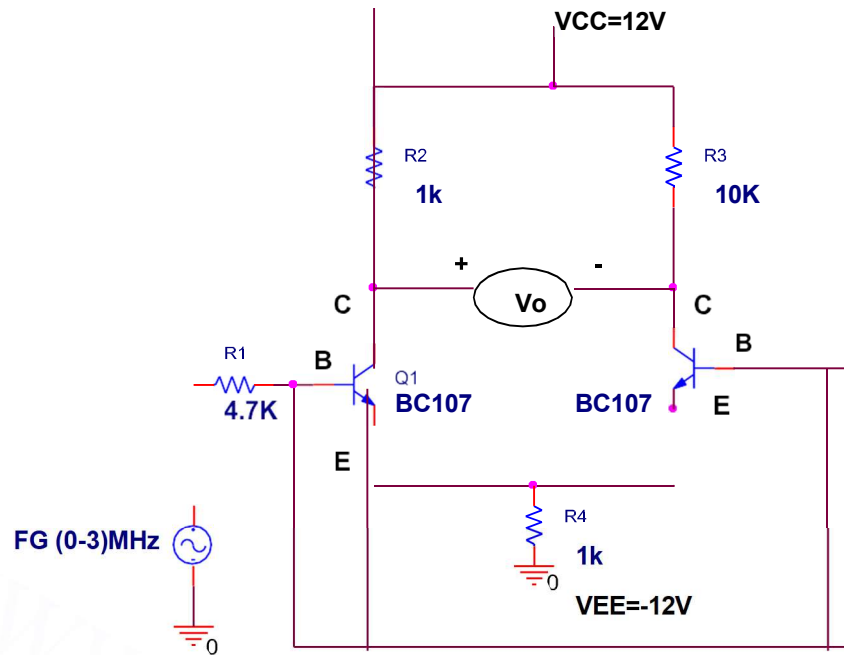 VCC=12V
R2
R3
1k
10K
+
-
Vo
C
C
R1
B
B
Q1
4.7K
BC107
BC107
E
E
R4
FG (0-3)MHz
1k
0
VEE=-12V
0